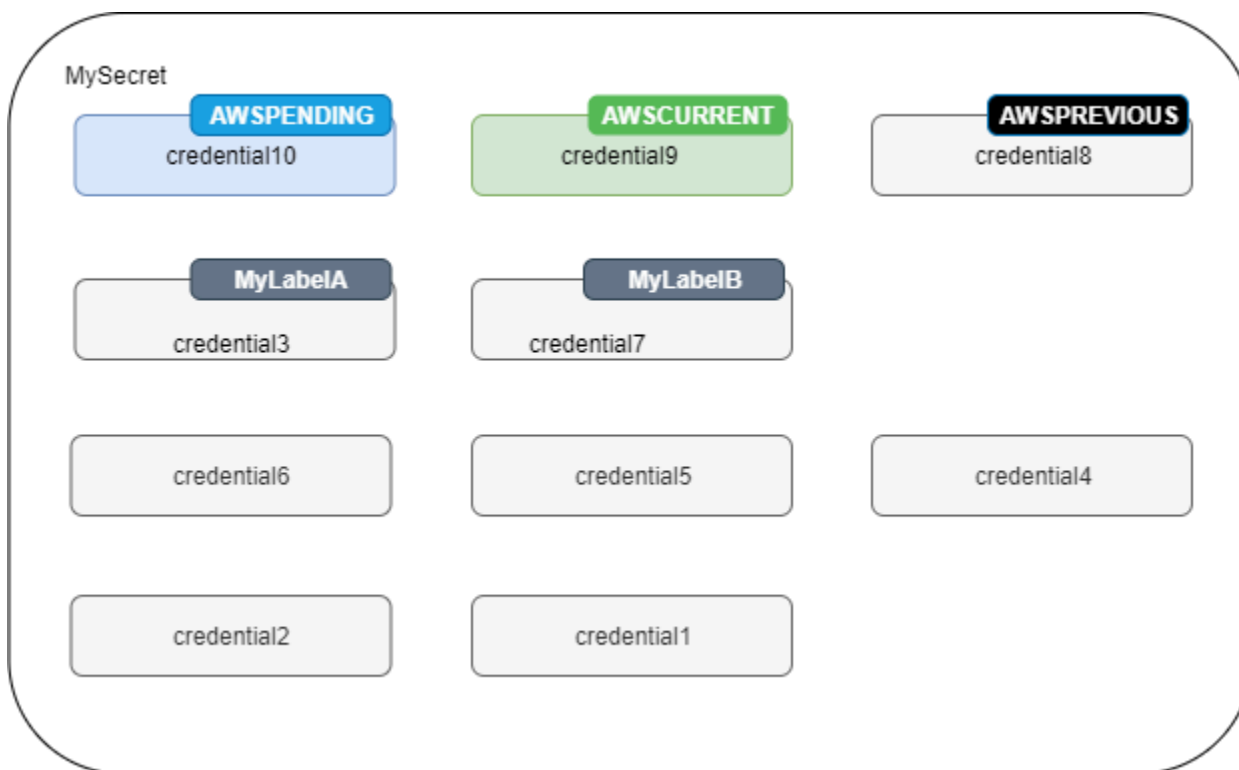 MySecret
AWSPENDING
credential10
AWSCURRENT
credential9
AWSPREVIOUS
credential8
MyLabelA
credential3
MyLabelB
credential7
credential6
credential5
credential4
credential2
credential1